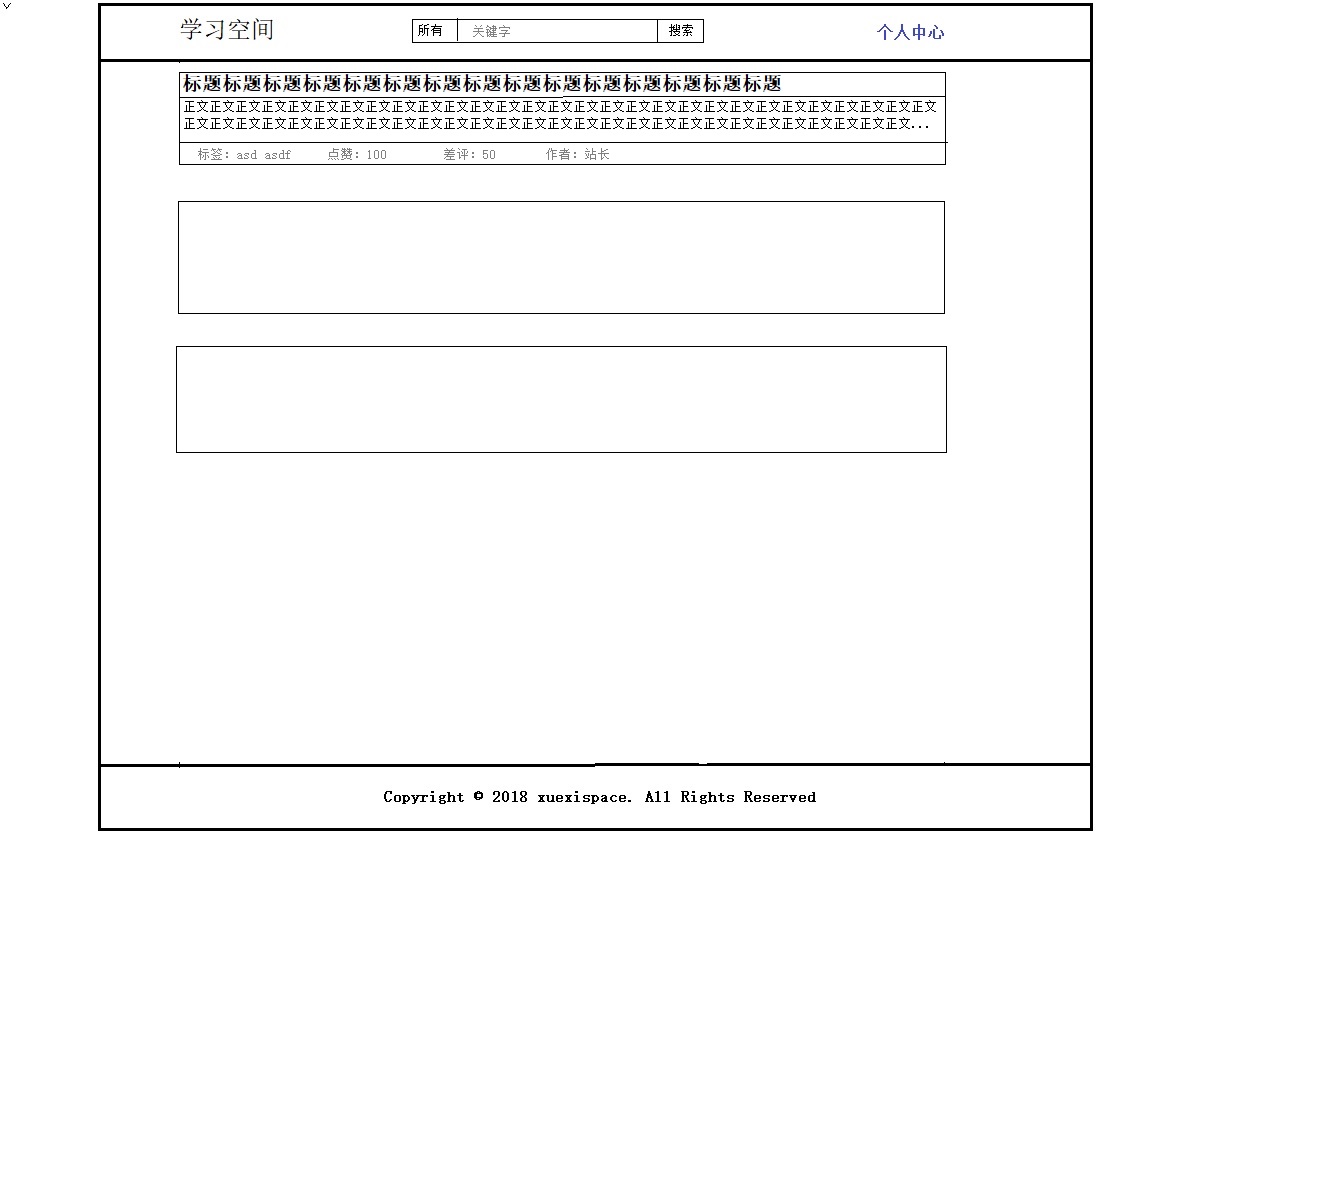 学习空间
所有 关键字 搜索
个人中心
标题标题标题标题标题标题标题标题标题标题标题标题标题标题标题
正文正文正文正文正文正文正文正文正文正文正文正文正文正文正文正文正文正文正文正文正文正文正文正文正文正文正文正文正文
正文正文正文正文正文正文正文正文正文正文正文正文正文正文正文正文正文正文正文正文正文正文正文正文正文正文正文正文...
标签: asd asdf 点赞: 100 差评: 50 作者: 站长
Copyright © 2018 xuexispace. All Rights Reserved